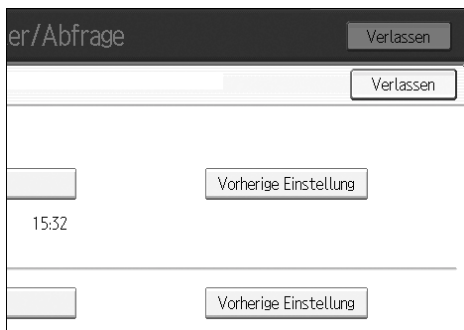 er/Abfrage Verlassen
Verlassen
Vorherige Einstellung
15:32
Vorherige Einstellung